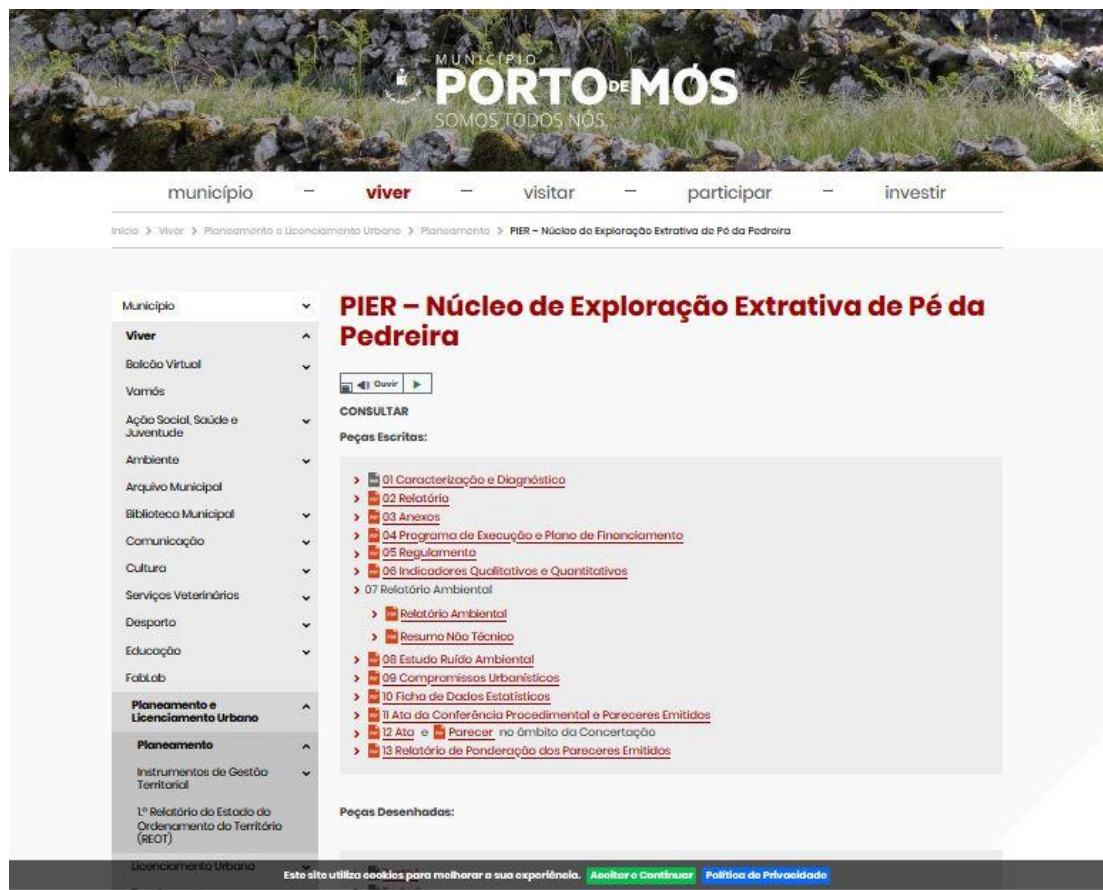 MUNICÍPIO
PORTO DE MÓS
SOMOS TODOS NÓS
município – viver – visitar – participar – investir
Início > Viver > Planeamento e Licenciamento Urbano > Planeamento > PIER – Núcleo de Exploração Extrativa de Pé da Pedreira
Município
Viver
Balcão Virtual
Vamós
Ação Social, Saúde e
Juventude
Ambiente
Arquivo Municipal
Biblioteca Municipal
Comunicação
Cultura
Serviços Veterinários
Desporto
Educação
FabLab
Planeamento e
Licenciamento Urbano
Planeamento
Instrumentos de Gestão
Territorial
1.º Relatório do Estado do
Ordenamento do Território
(REOT)
Licenciamento Urbano
PIER – Núcleo de Exploração Extrativa de Pé da
Pedreira
Ouvir
CONSULTAR
Peças Escritas:
> 01 Caracterização e Diagnóstico
> 02 Relatório
> 03 Anexos
> 04 Programa de Execução e Plano de Financiamento
> 05 Regulamento
> 06 Indicadores Qualitativos e Quantitativos
> 07 Relatório Ambiental
> Relatório Ambiental
> Resumo Não Técnico
> 08 Estudo Ruído Ambiental
> 09 Compromissos Urbanísticos
> 10 Ficha de Dados Estatísticos
> 11 Ata da Conferência Procedimental e Pareceres Emitidos
> 12 Ata e Parecer no âmbito da Concertação
> 13 Relatório de Ponderação dos Pareceres Emitidos
Peças Desenhadas:
Este site utiliza cookies para melhorar a sua experiência. Aceitar e Continuar Política de Privacidade